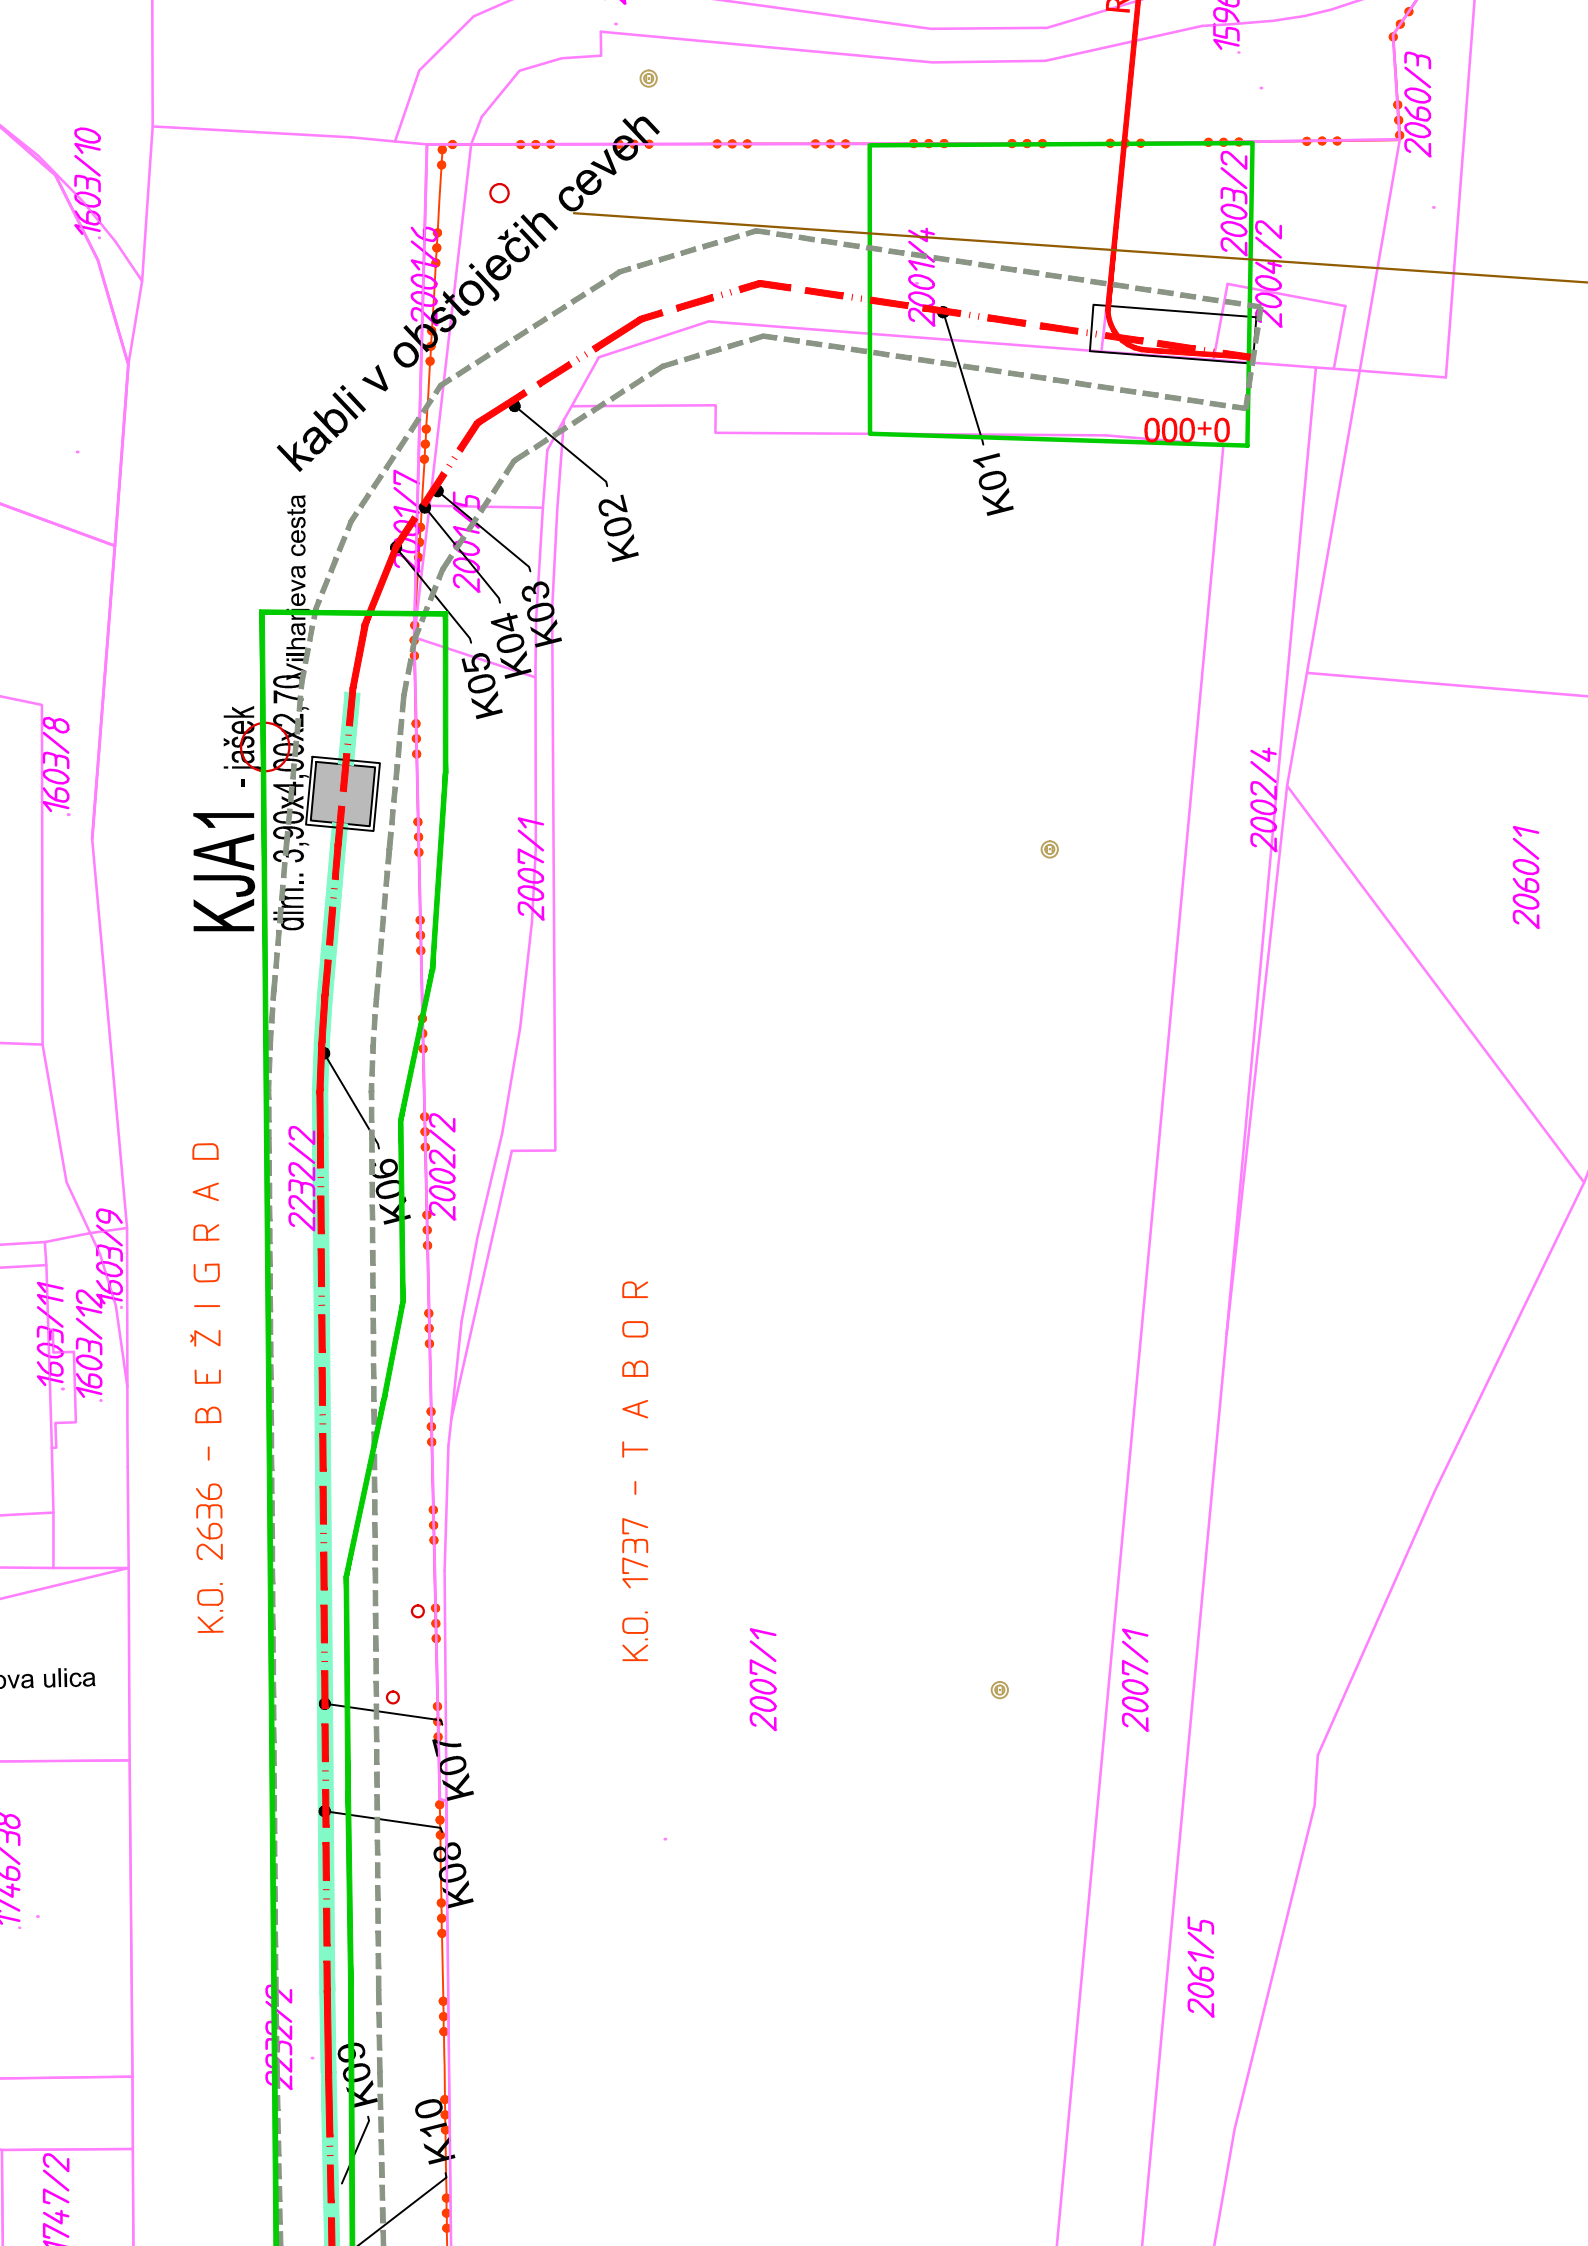 1603/10
2001/6
kabli v obstoječih ceveh
2060/3
2003/2
2004/2
2001/4
0+000
K01
K02
K03
K04
K05
2001/7
Vilharjeva cesta
KJA1 - jašek
dim.. 3,90x4,00x2,70
1603/8
2007/1
2002/4
2060/1
K.O. 2636 - BEŽIGRAD
2232/2
K06
2002/2
K.O. 1737 - TABOR
1603/9
1603/11
1603/12
ova ulica
2007/1
2007/1
K07
K08
1746/38
2061/5
2232/2
K09
K10
1747/2